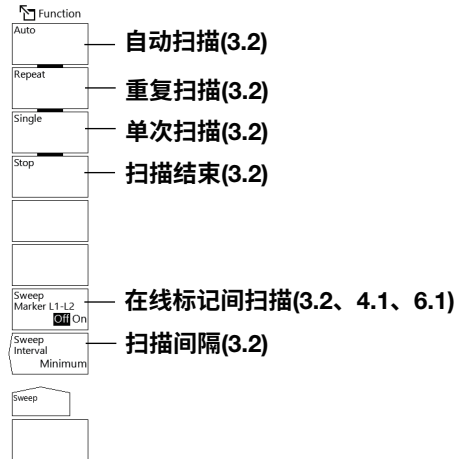 Function
Auto
自动扫描(3.2)
Repeat
重复扫描(3.2)
Single
单次扫描(3.2)
Stop
扫描结束(3.2)
Sweep
Marker L1-L2
Off On
在线标记间扫描(3.2、4.1、6.1)
Sweep
Interval
Minimum
扫描间隔(3.2)
Sweep